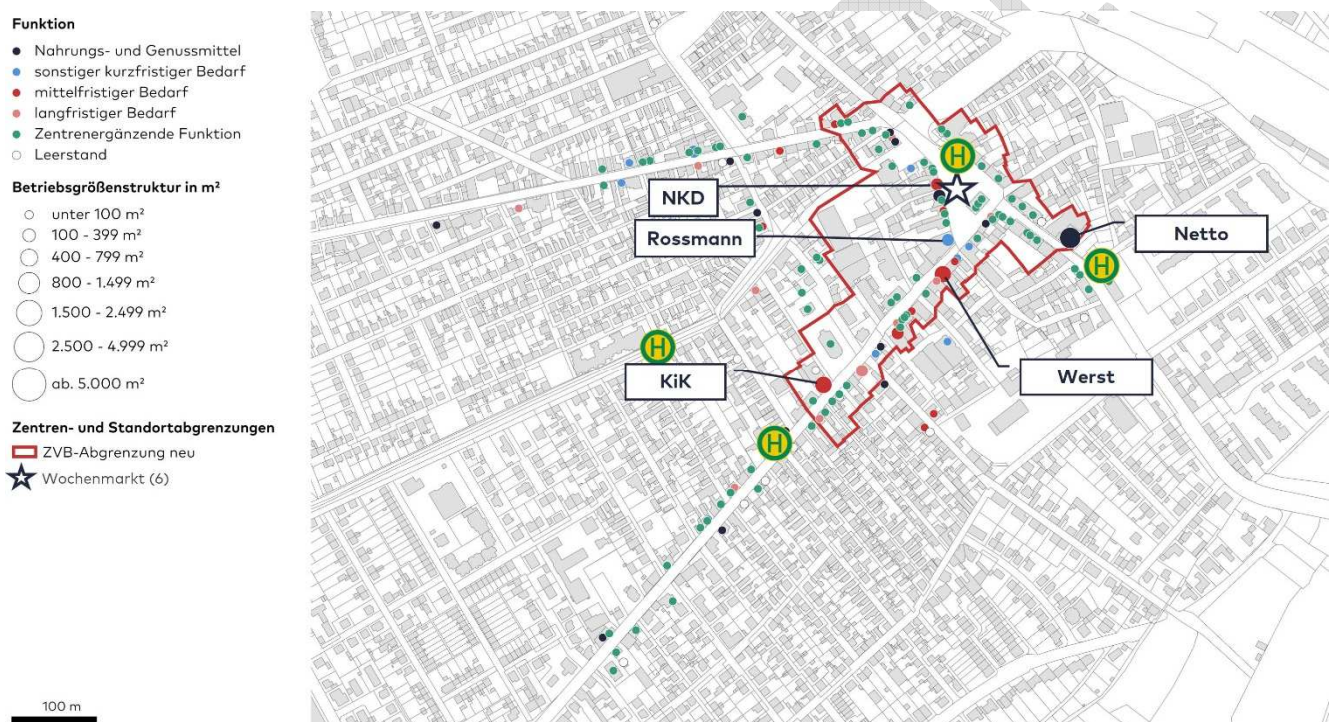 Funktion
Nahrungs- und Genussmittel
sonstiger kurzfristiger Bedarf
mittelfristiger Bedarf
langfristiger Bedarf
Zentrenergänzende Funktion
Leerstand
Betriebsgrößenstruktur in m²
unter 100 m²
100 - 399 m²
400 - 799 m²
800 - 1.499 m²
1.500 - 2.499 m²
2.500 - 4.999 m²
ab. 5.000 m²
Zentren- und Standortabgrenzungen
ZVB-Abgrenzung neu
Wochenmarkt (6)
100 m
H
NKD
Rossmann
Netto
H
H
KiK
Werst
H